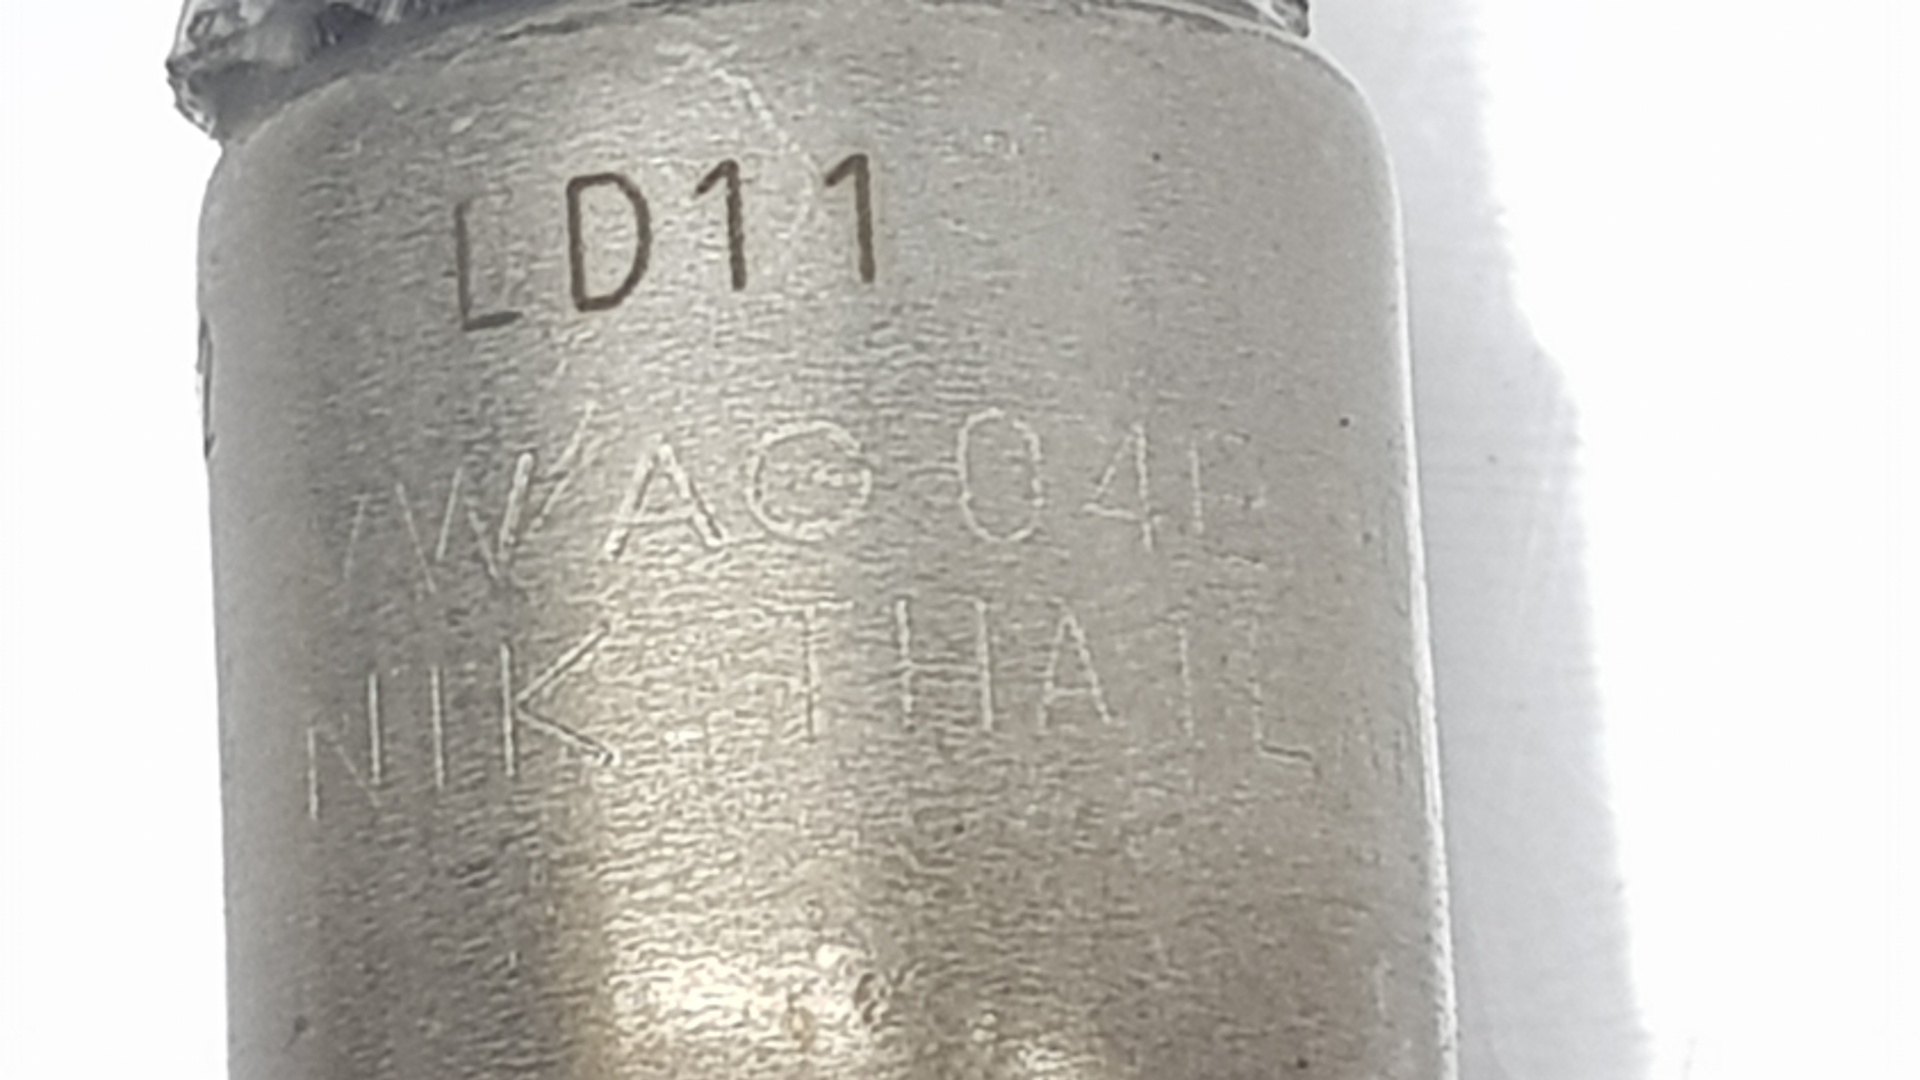 LD11
VWAG 04E
NIK THAIL